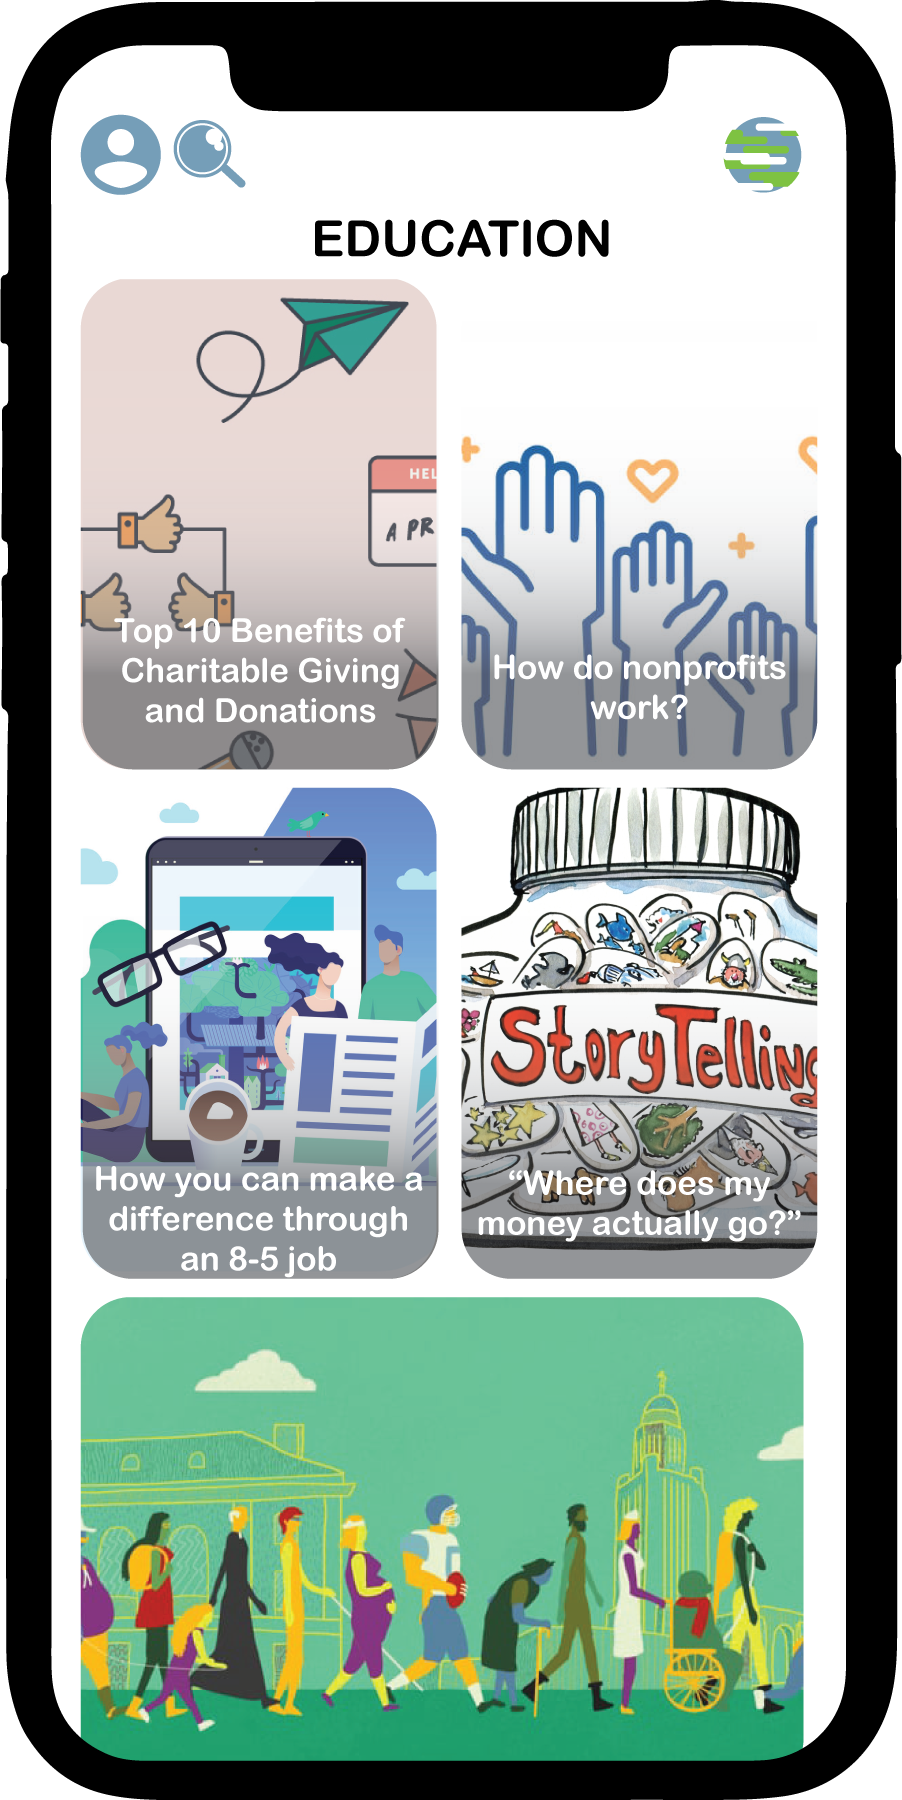 EDUCATION
HEL
A PR
Top 10 Benefits of
Charitable Giving
and Donations
How do nonprofits
work?
StoryTelling
How you can make a
difference through
an 8-5 job
“Where does my
money actually go?”